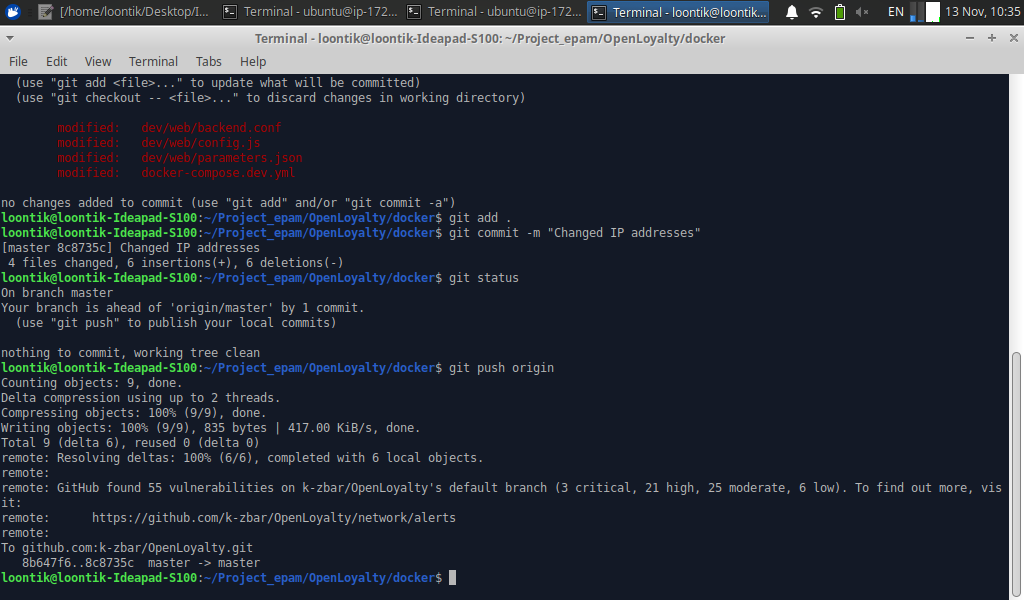 [/home/loontik/Desktop/I...
Terminal - ubuntu@ip-172...
Terminal - ubuntu@ip-172...
Terminal - loontik@loontik...
EN
13 Nov, 10:35
Terminal - loontik@loontik-Ideapad-S100: ~/Project_epam/OpenLoyalty/docker
File Edit View Terminal Tabs Help
(use "git add <file>..." to update what will be committed)
(use "git checkout -- <file>..." to discard changes in working directory)
modified: dev/web/backend.conf
modified: dev/web/config.js
modified: dev/web/parameters.json
modified: docker-compose.dev.yml
no changes added to commit (use "git add" and/or "git commit -a")
loontik@loontik-Ideapad-S100:~/Project_epam/OpenLoyalty/docker$ git add .
loontik@loontik-Ideapad-S100:~/Project_epam/OpenLoyalty/docker$ git commit -m "Changed IP addresses"
[master 8c8735c] Changed IP addresses
4 files changed, 6 insertions(+), 6 deletions(-)
loontik@loontik-Ideapad-S100:~/Project_epam/OpenLoyalty/docker$ git status
On branch master
Your branch is ahead of 'origin/master' by 1 commit.
(use "git push" to publish your local commits)
nothing to commit, working tree clean
loontik@loontik-Ideapad-S100:~/Project_epam/OpenLoyalty/docker$ git push origin
Counting objects: 9, done.
Delta compression using up to 2 threads.
Compressing objects: 100% (9/9), done.
Writing objects: 100% (9/9), 835 bytes | 417.00 KiB/s, done.
Total 9 (delta 6), reused 0 (delta 0)
remote: Resolving deltas: 100% (6/6), completed with 6 local objects.
remote:
remote: GitHub found 55 vulnerabilities on k-zbar/OpenLoyalty's default branch (3 critical, 21 high, 25 moderate, 6 low). To find out more, vis
it:
remote: https://github.com/k-zbar/OpenLoyalty/network/alerts
remote:
To github.com:k-zbar/OpenLoyalty.git
8b647f6..8c8735c master -> master
loontik@loontik-Ideapad-S100:~/Project_epam/OpenLoyalty/docker$